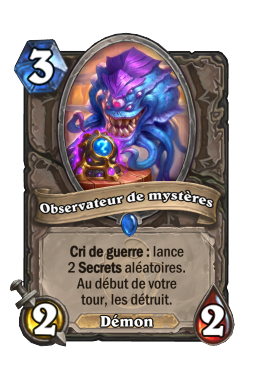 3
Observateur de mystères
Cri de guerre : lance
2 Secrets aléatoires.
Au début de votre
tour, les détruit.
2
Démon
2